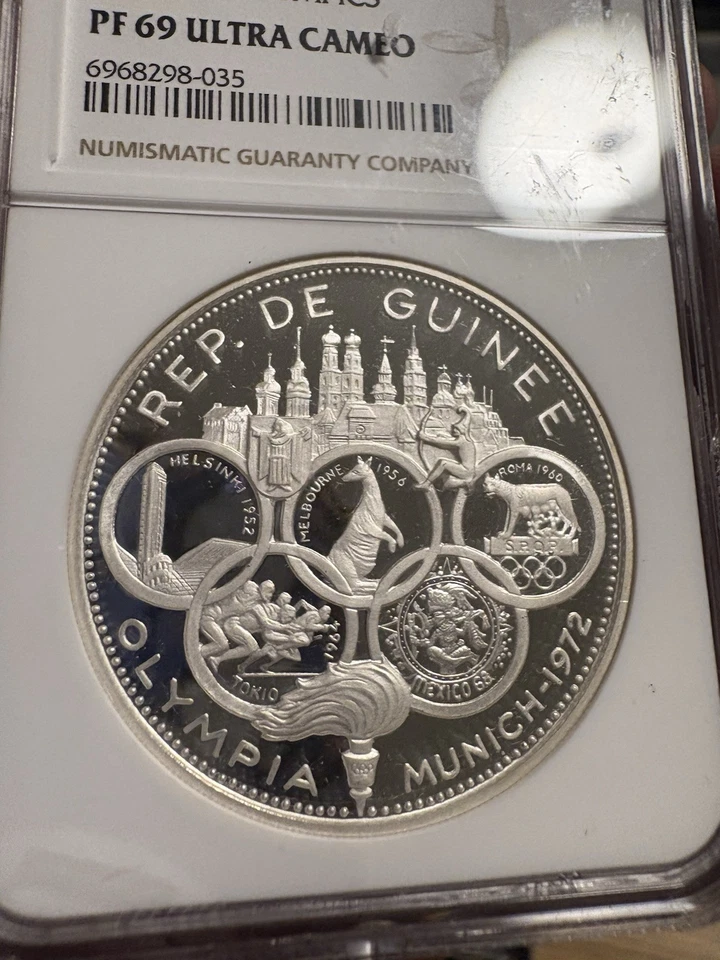 PF 69 ULTRA CAMEO
6968298-035
NUMISMATIC GUARANTY COMPANY
REP DE GUINEE
HELSINKI 1952
MELBOURNE 1956
ROMA 1960
S.P.Q.R.
TOKIO 1964
MEXICO 68
OLYMPIA MUNICH-1972